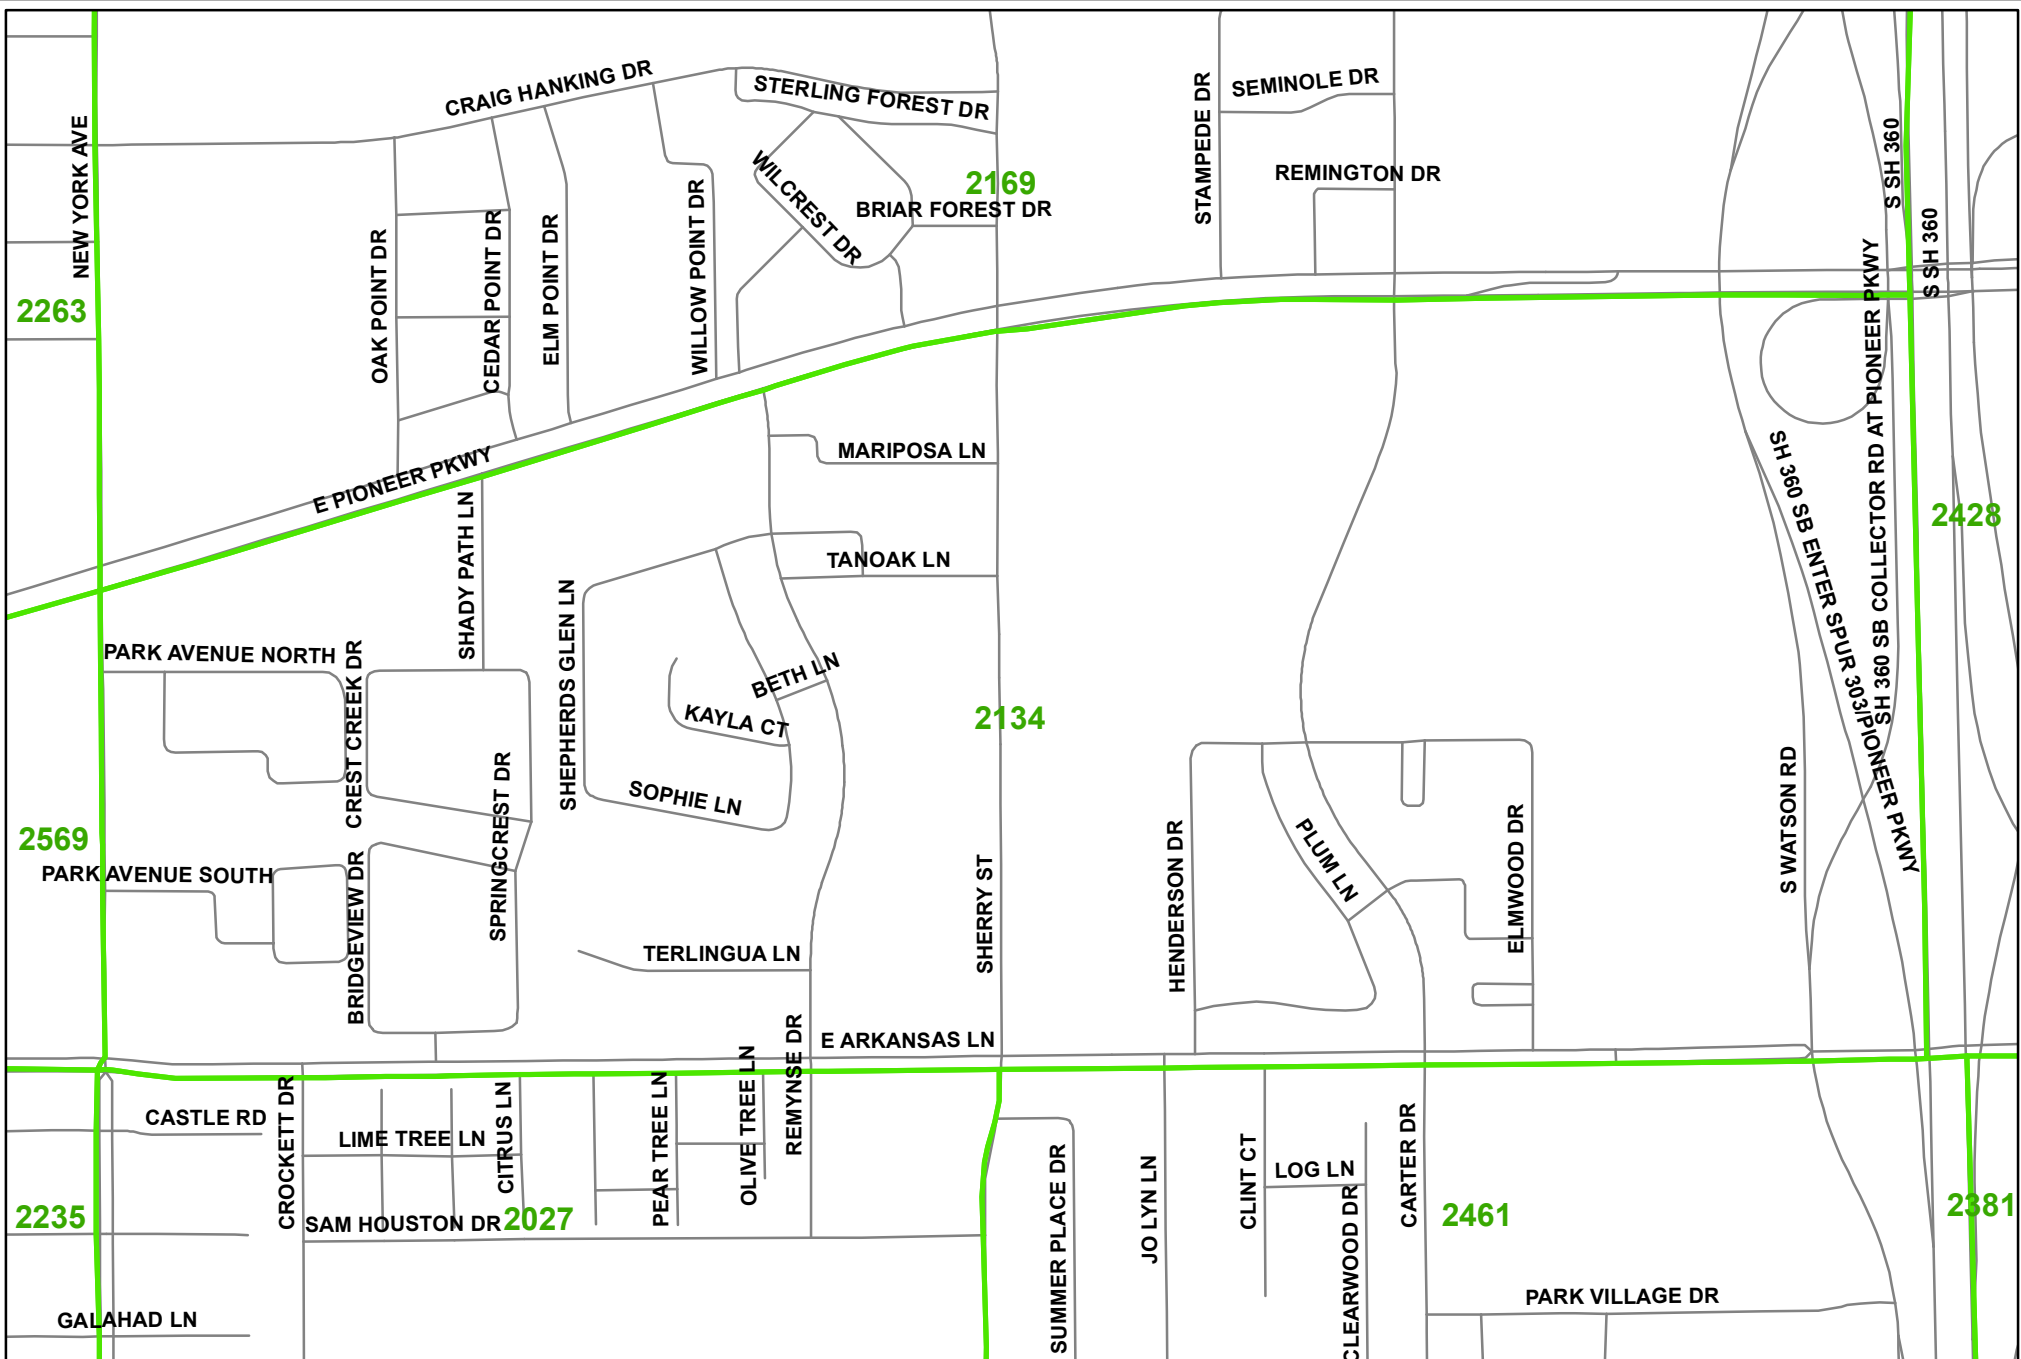 CRAIG HANKING DR
STERLING FOREST DR
SEMINOLE DR
STAMPEDE DR
NEW YORK AVE
S SH 360
REMINGTON DR
2169
WILCREST DR
BRIAR FOREST DR
WILLOW POINT DR
OAK POINT DR
CEDAR POINT DR
ELM POINT DR
S SH 360
2263
SH 360 SB COLLECTOR RD AT PIONEER PKWY
MARIPOSA LN
E PIONEER PKWY
2428
SH 360 SB ENTER SPUR 303/PIONEER PKWY
SHADY PATH LN
TANOAK LN
SHEPHERDS GLEN LN
PARK AVENUE NORTH
CREST CREEK DR
BETH LN
KAYLA CT
2134
SPRINGCREST DR
SOPHIE LN
S WATSON RD
2569
PLUM LN
HENDERSON DR
ELMWOOD DR
PARK AVENUE SOUTH
BRIDGEVIEW DR
SHERRY ST
TERLINGUA LN
E ARKANSAS LN
REMYNSE DR
CASTLE RD
CROCKETT DR
LIME TREE LN
CITRUS LN
PEAR TREE LN
OLIVE TREE LN
SUMMER PLACE DR
JO LYN LN
CLINT CT
LOG LN
CLEARWOOD DR
CARTER DR
2235
SAM HOUSTON DR
2027
2461
2381
GALAHAD LN
PARK VILLAGE DR